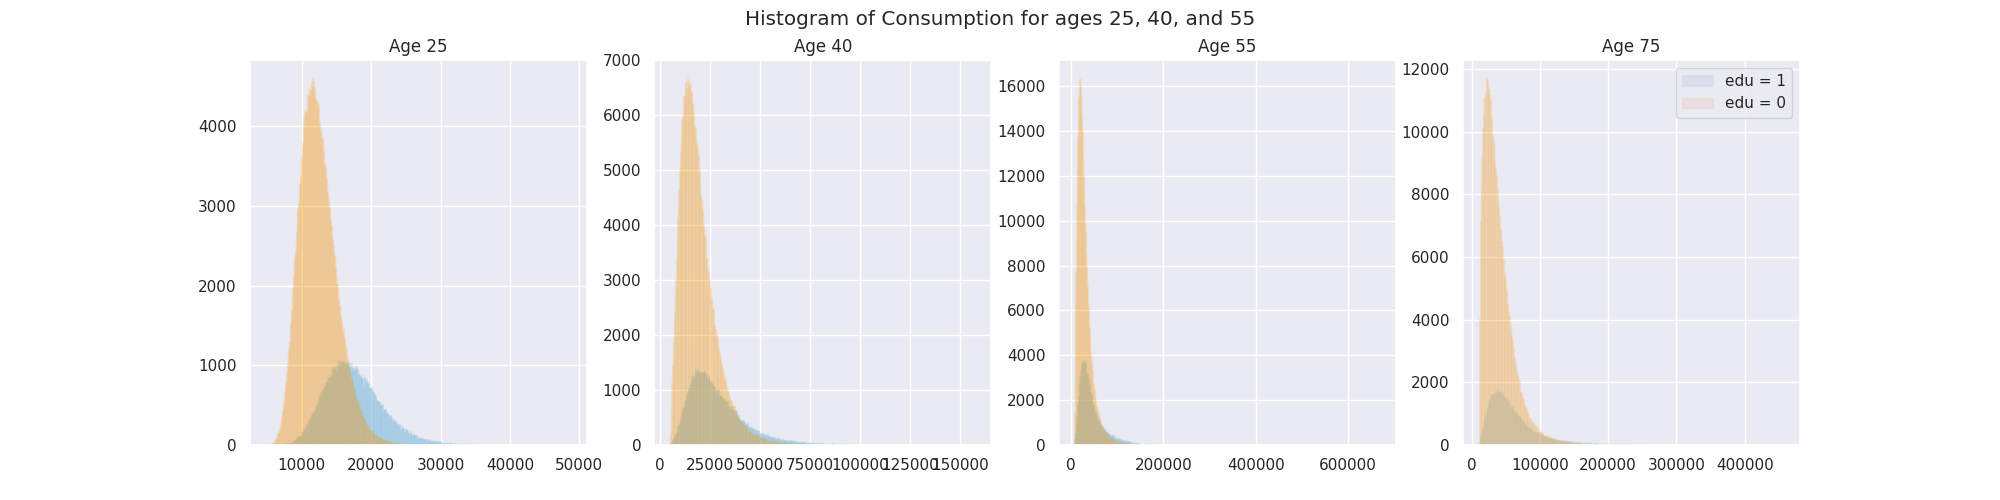 Histogram of Consumption for ages 25, 40, and 55
Age 25
4000
3000
2000
1000
0
10000 20000 30000 40000 50000
Age 40
7000
6000
5000
4000
3000
2000
1000
0
0 25000 50000 75000 100000 125000 150000
Age 55
16000
14000
12000
10000
8000
6000
4000
2000
0
0 200000 400000 600000
Age 75
12000
10000
8000
6000
4000
2000
0
0 100000 200000 300000 400000
edu = 1
edu = 0